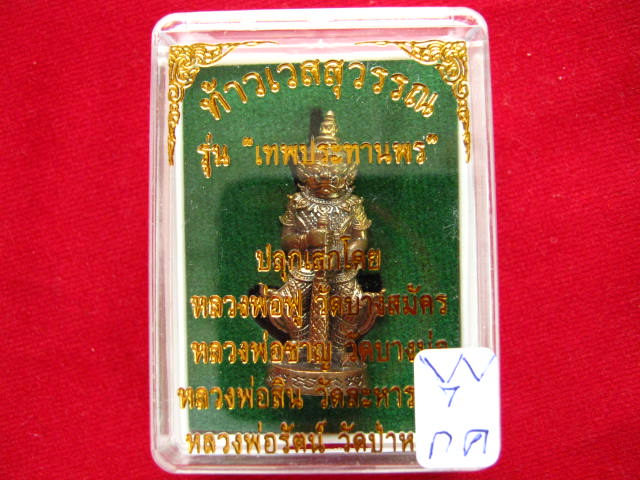 ท้าวเวสสุวรรณ
รุ่น "เทพประทานพร"
ปลุกเสกโดย
หลวงพ่อฟู วัดบางสมัคร
หลวงพ่อชาญ วัดบางบ่อ
หลวงพ่อสิน วัดละหาร
หลวงพ่อรัตน์ วัดป่าห
W
7
กค